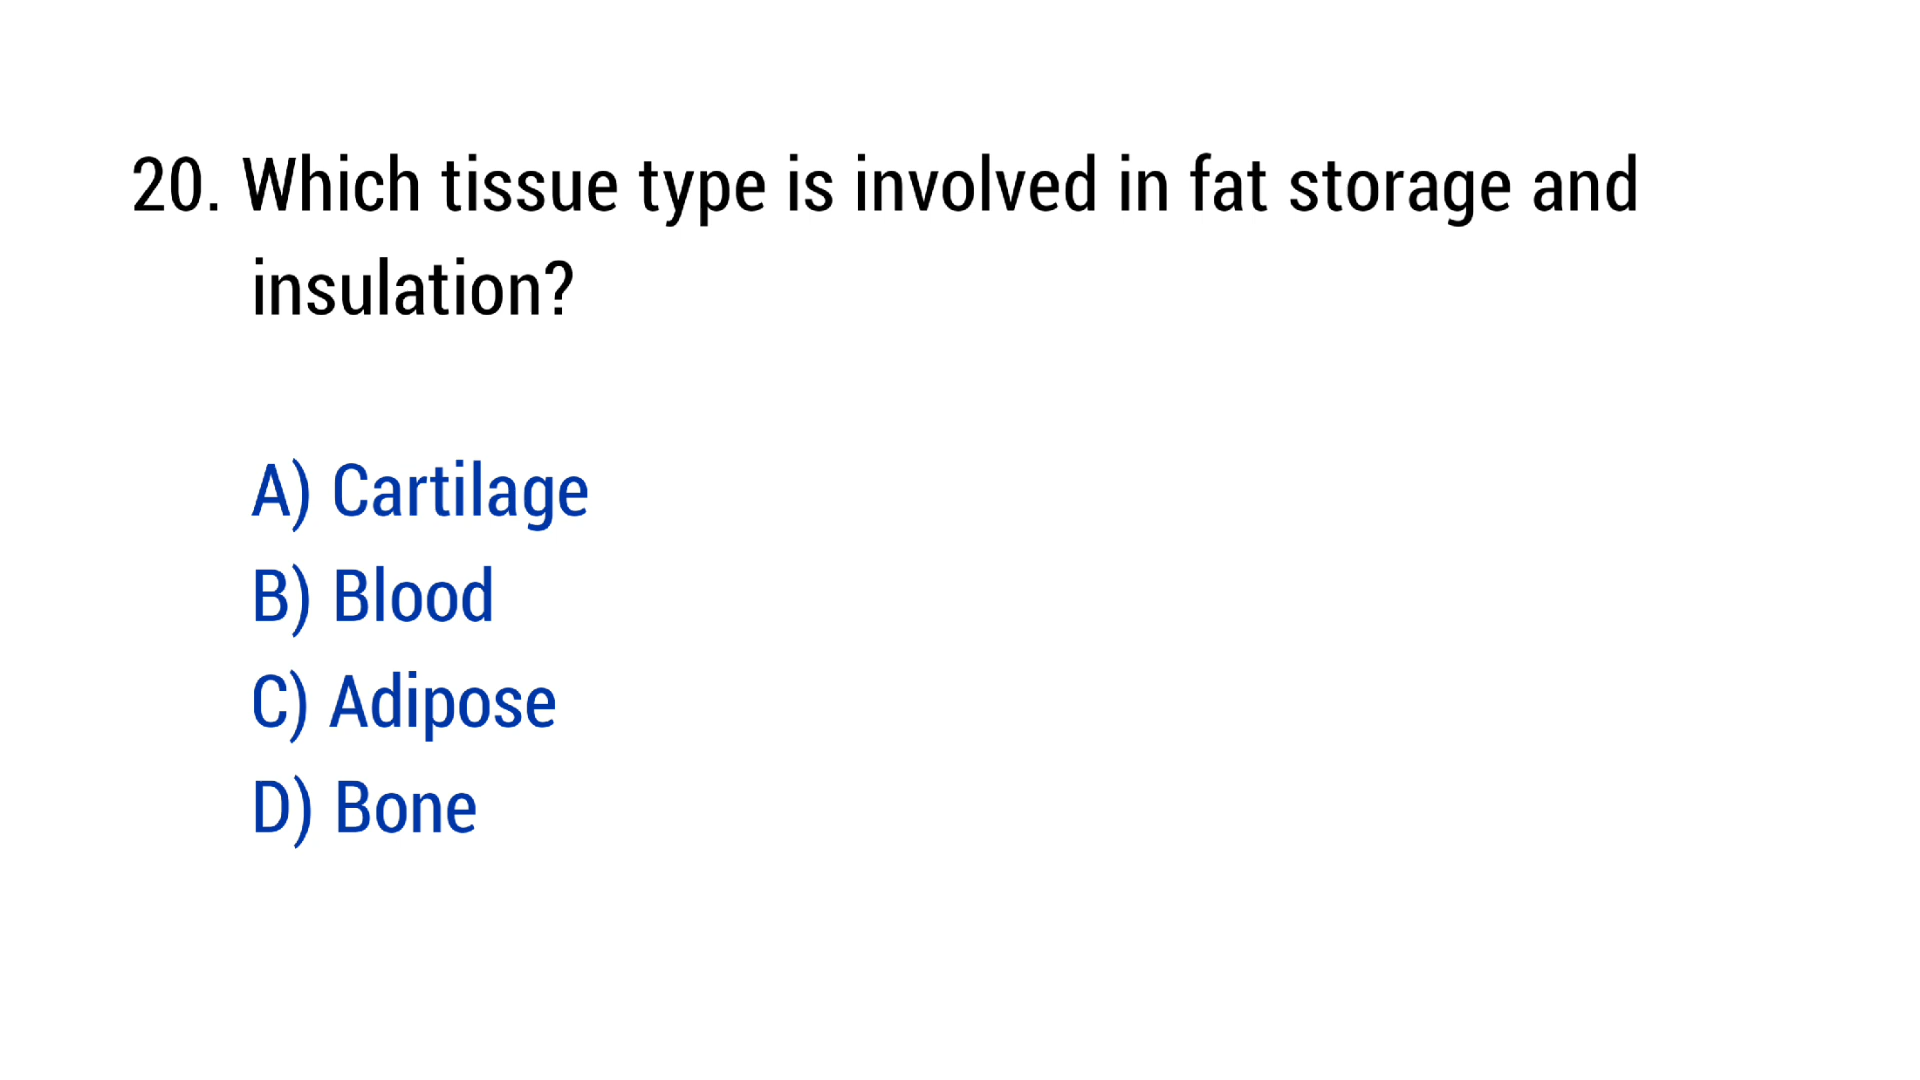 20. Which tissue type is involved in fat storage and
insulation?
A) Cartilage
B) Blood
C) Adipose
D) Bone